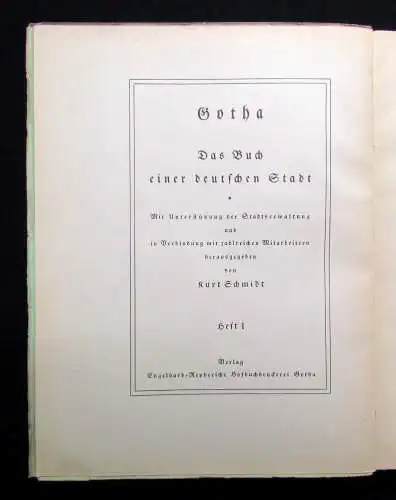 Gotha
Das Buch
einer deutschen Stadt
*
Mit Unterstützung der Stadtverwaltung
und
in Verbindung mit zahlreichen Mitarbeitern
herausgegeben
von
Kurt Schmidt
Heft 1
Verlag
Engelhard-Reyhersche Hofbuchdruckerei Gotha